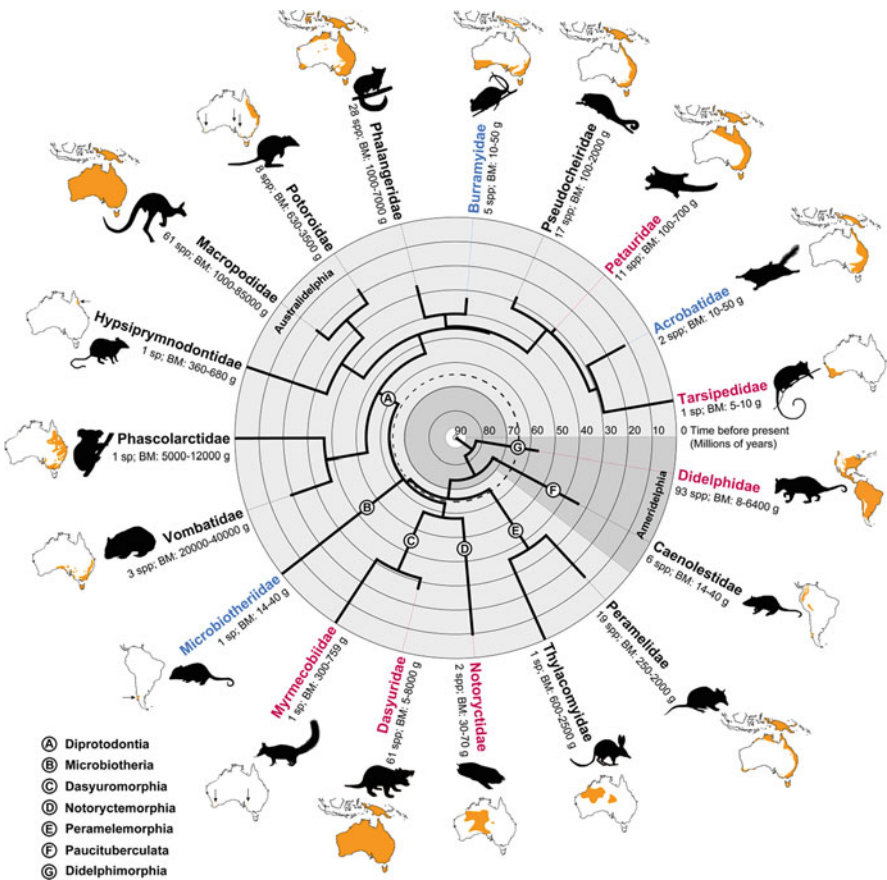 Phalangeridae
28 spp; BM: 1000-7000 g
Burramyidae
5 spp; BM: 10-50 g
Pseudocheiridae
17 spp; BM: 100-2000 g
Petauridae
11 spp; BM: 100-700 g
Acrobatidae
2 spp; BM: 10-50 g
Tarsipedidae
1 sp; BM: 5-10 g
90 80 70 60 50 40 30 20 10 0 Time before present
(Millions of years)
Didelphidae
93 spp; BM: 8-6400 g
Caenolestidae
6 spp; BM: 14-40 g
Peramelidae
19 spp; BM: 250-2000 g
Thylacomyidae
1 sp; BM: 600-2500 g
Notoryctidae
2 spp; BM: 30-70 g
Dasyuridae
61 spp; BM: 5-8000 g
Myrmecobiidae
1 sp; BM: 300-759 g
Microbiotheriidae
1 sp; BM: 14-40 g
Vombatidae
3 spp; BM: 20000-40000 g
Phascolarctidae
1 sp; BM: 5000-12000 g
Hypsiprymnodontidae
1 sp; BM: 360-680 g
Macropodidae
61 spp; BM: 1000-85000 g
Potoroidae
8 spp; BM: 630-3500 g
Australidelphia
Ameridelphia
A
B
C
D
E
F
G
A Diprotodontia
B Microbiotheria
C Dasyuromorphia
D Notoryctemorphia
E Peramelemorphia
F Paucituberculata
G Didelphimorphia